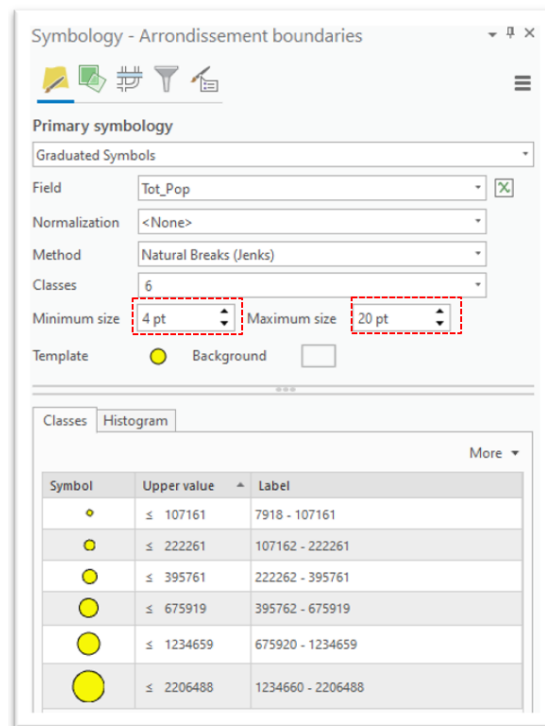 Symbology - Arrondissement boundaries
Primary symbology
Graduated Symbols
Field Tot_Pop
Normalization <None>
Method Natural Breaks (Jenks)
Classes 6
Minimum size 4 pt Maximum size 20 pt
Template Background
Classes Histogram
More
Symbol Upper value Label
≤ 107161 7918 - 107161
≤ 222261 107162 - 222261
≤ 395761 222262 - 395761
≤ 675919 395762 - 675919
≤ 1234659 675920 - 1234659
≤ 2206488 1234660 - 2206488